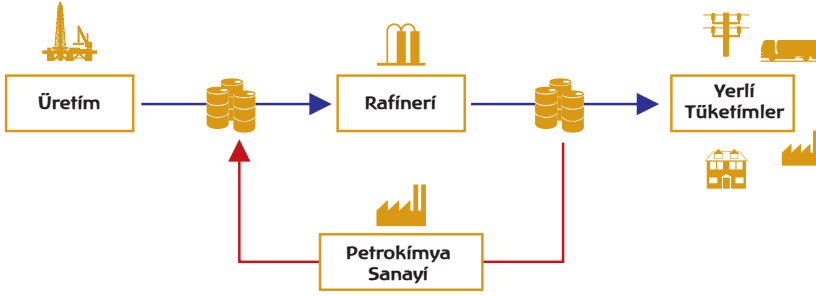 Üretím
Rafínerí
Yerlí
Tüketímler
Petrokímya
Sanayí